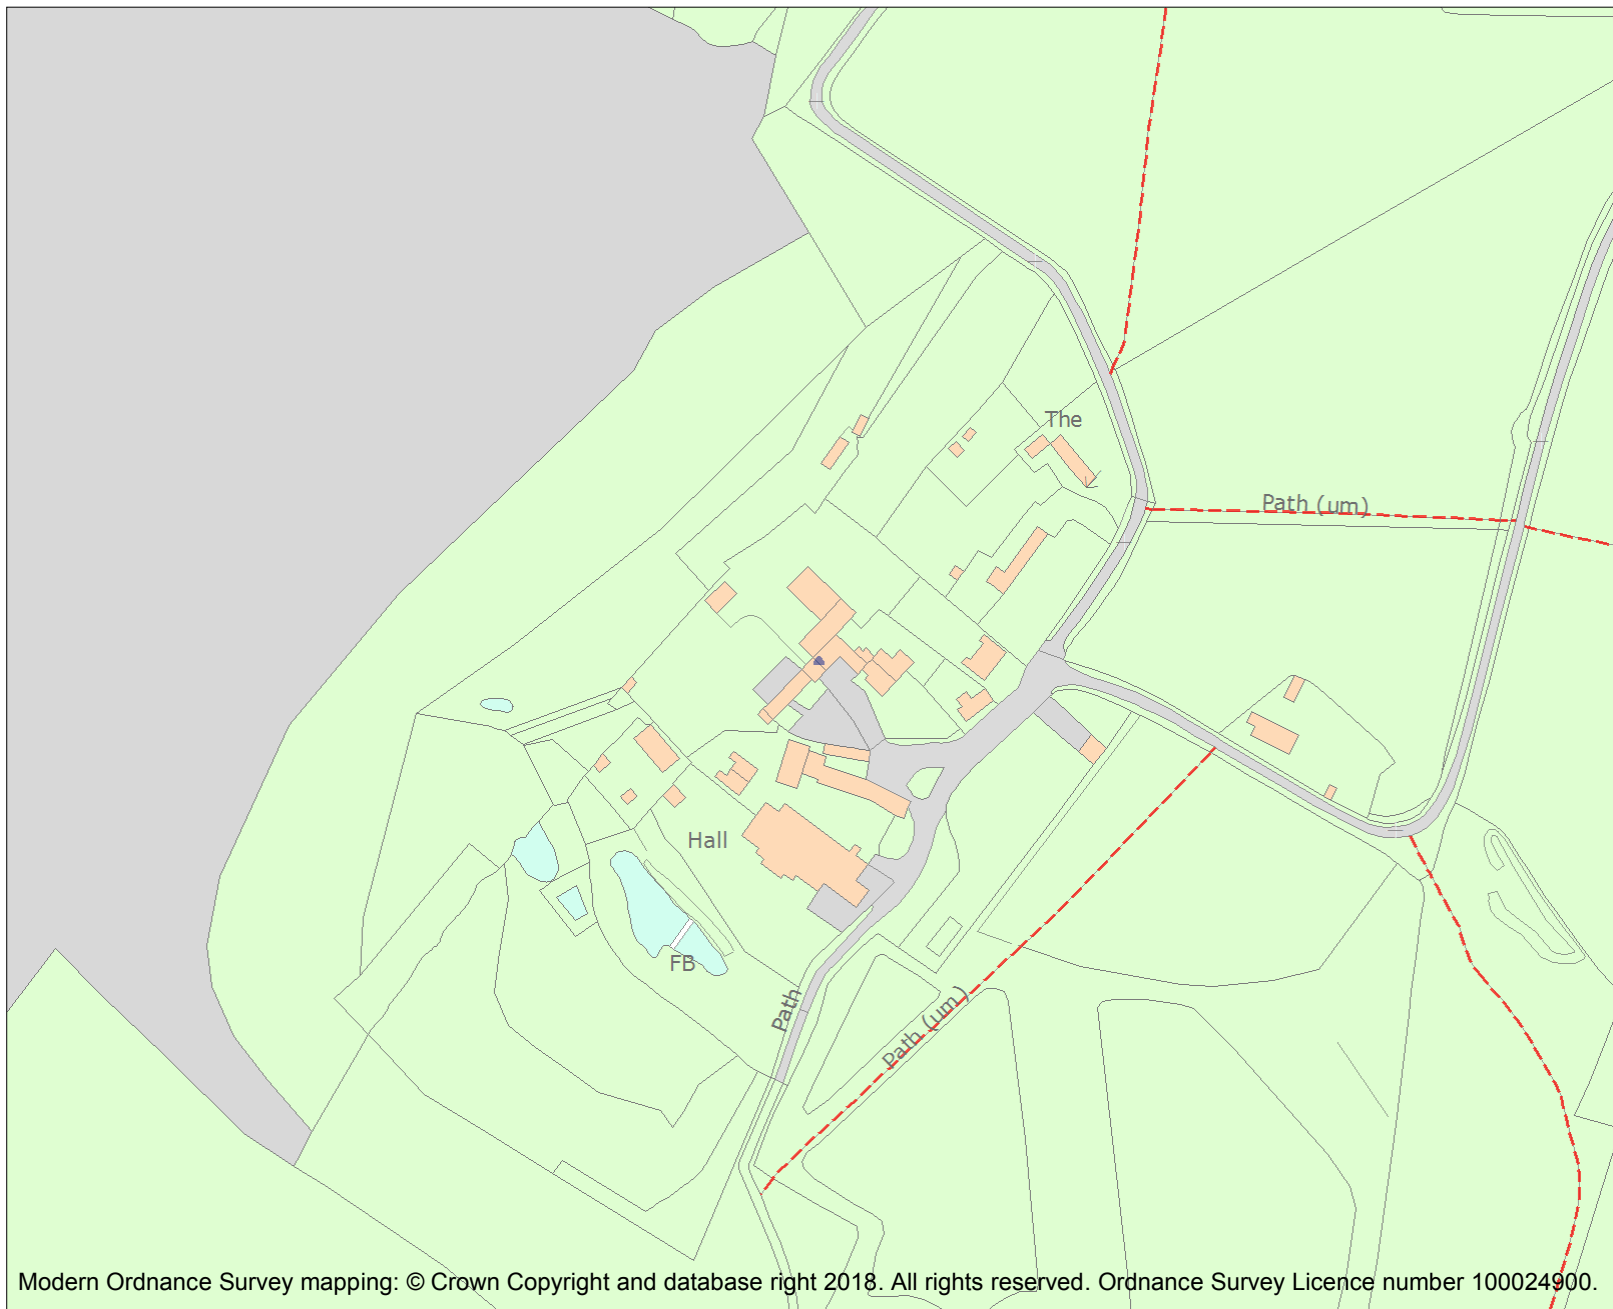 The
Path (um)
Hall
FB
Path
Path (um)
Modern Ordnance Survey mapping: © Crown Copyright and database right 2018. All rights reserved. Ordnance Survey Licence number 100024900.